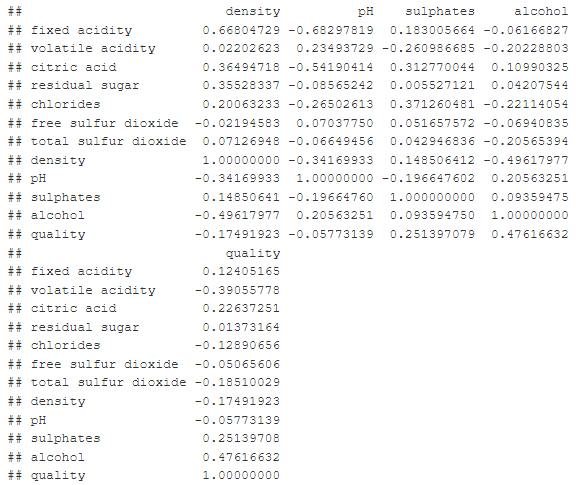 ##                         density          pH    sulphates     alcohol
## fixed acidity        0.66804729 -0.68297819  0.183005664 -0.06166827
## volatile acidity     0.02202623  0.23493729 -0.260986685 -0.20228803
## citric acid          0.36494718 -0.54190414  0.312770044  0.10990325
## residual sugar       0.35528337 -0.08565242  0.005527121  0.04207544
## chlorides            0.20063233 -0.26502613  0.371260481 -0.22114054
## free sulfur dioxide -0.02194583  0.07037750  0.051657572 -0.06940835
## total sulfur dioxide 0.07126948 -0.06649456  0.042946836 -0.20565394
## density              1.00000000 -0.34169933  0.148506412 -0.49617977
## pH                  -0.34169933  1.00000000 -0.196647602  0.20563251
## sulphates            0.14850641 -0.19664760  1.000000000  0.09359475
## alcohol             -0.49617977  0.20563251  0.093594750  1.00000000
## quality             -0.17491923 -0.05773139  0.251397079  0.47616632
##                         quality
## fixed acidity        0.12405165
## volatile acidity    -0.39055778
## citric acid          0.22637251
## residual sugar       0.01373164
## chlorides           -0.12890656
## free sulfur dioxide -0.05065606
## total sulfur dioxide -0.18510029
## density             -0.17491923
## pH                  -0.05773139
## sulphates            0.25139708
## alcohol              0.47616632
## quality              1.00000000